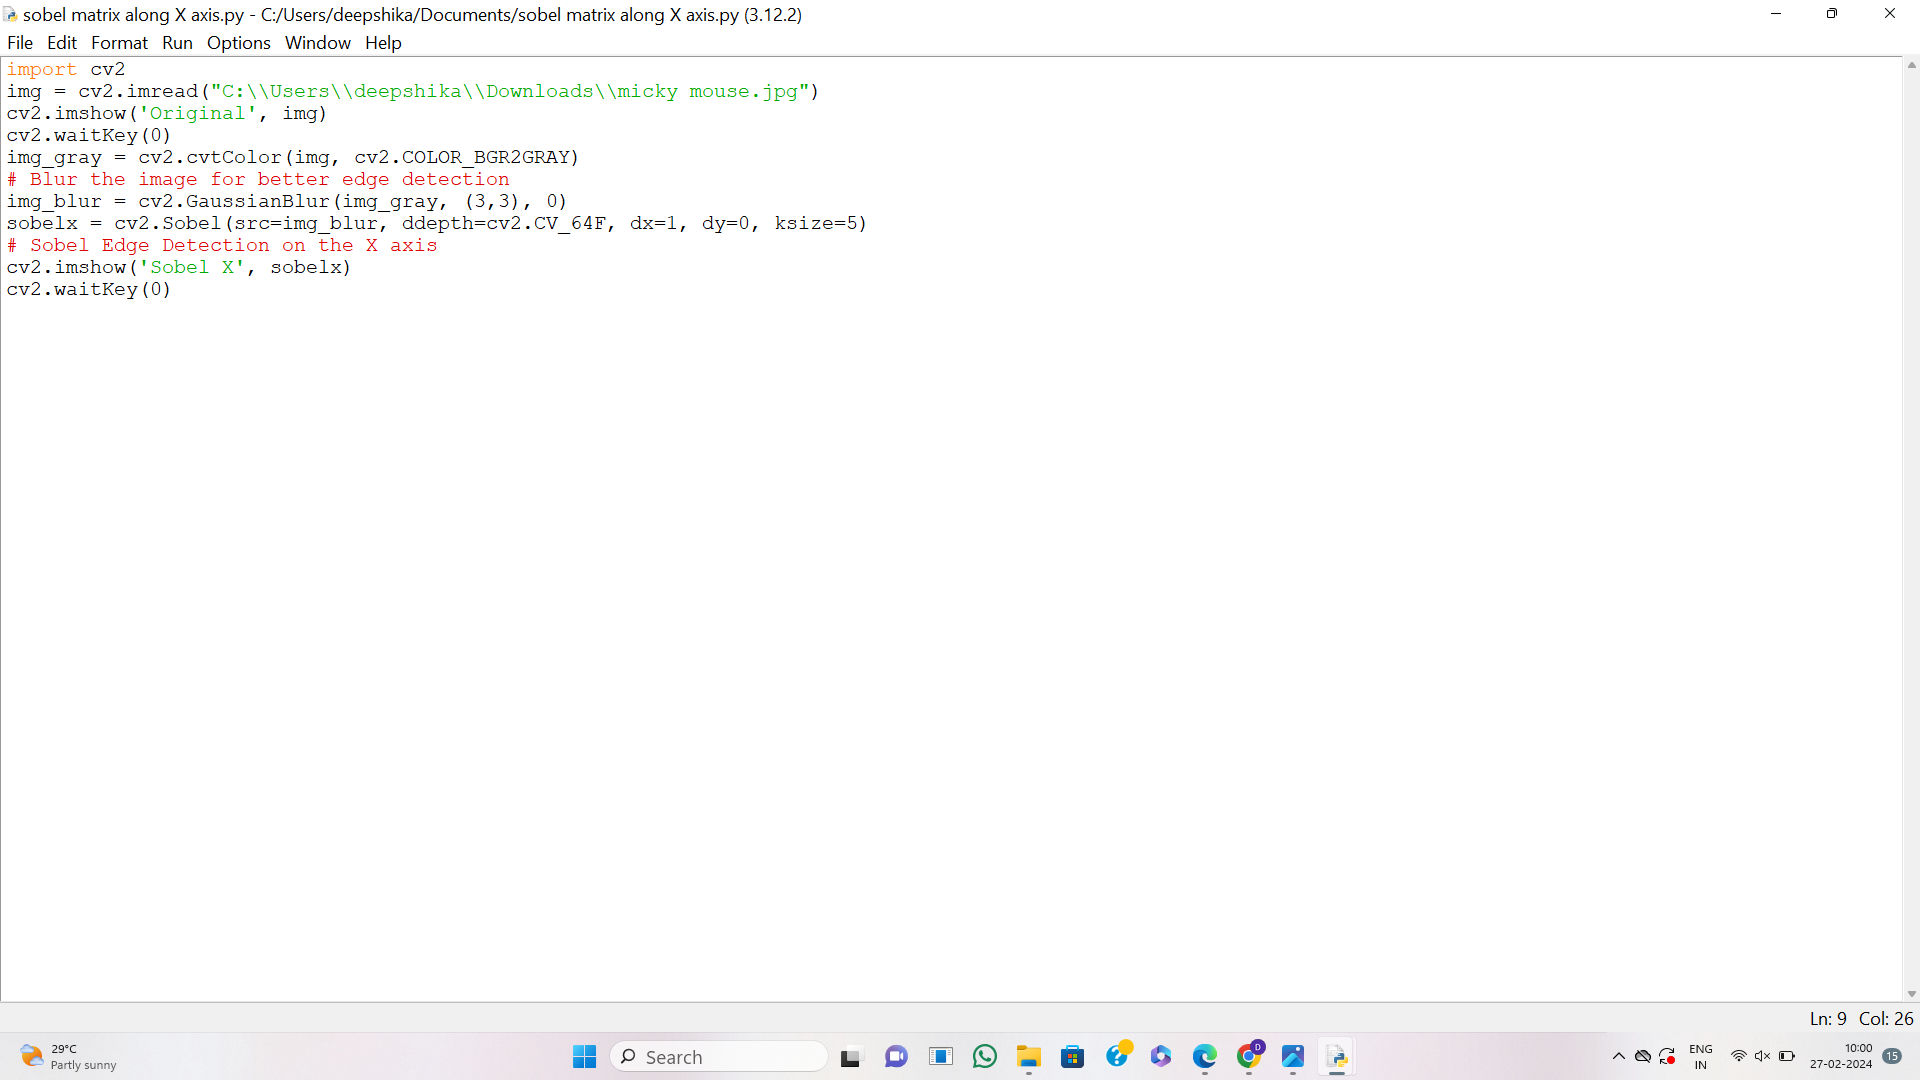 sobel matrix along X axis.py - C:/Users/deepshika/Documents/sobel matrix along X axis.py (3.12.2)
File Edit Format Run Options Window Help
import cv2
img = cv2.imread("C:\\Users\\deepshika\\Downloads\\micky mouse.jpg")
cv2.imshow('Original', img)
cv2.waitKey(0)
img_gray = cv2.cvtColor(img, cv2.COLOR_BGR2GRAY)
# Blur the image for better edge detection
img_blur = cv2.GaussianBlur(img_gray, (3,3), 0)
sobelx = cv2.Sobel(src=img_blur, ddepth=cv2.CV_64F, dx=1, dy=0, ksize=5)
# Sobel Edge Detection on the X axis
cv2.imshow('Sobel X', sobelx)
cv2.waitKey(0)
Ln: 9 Col: 26
29°C
Partly sunny
Search
D
ENG
IN
10:00
27-02-2024
15